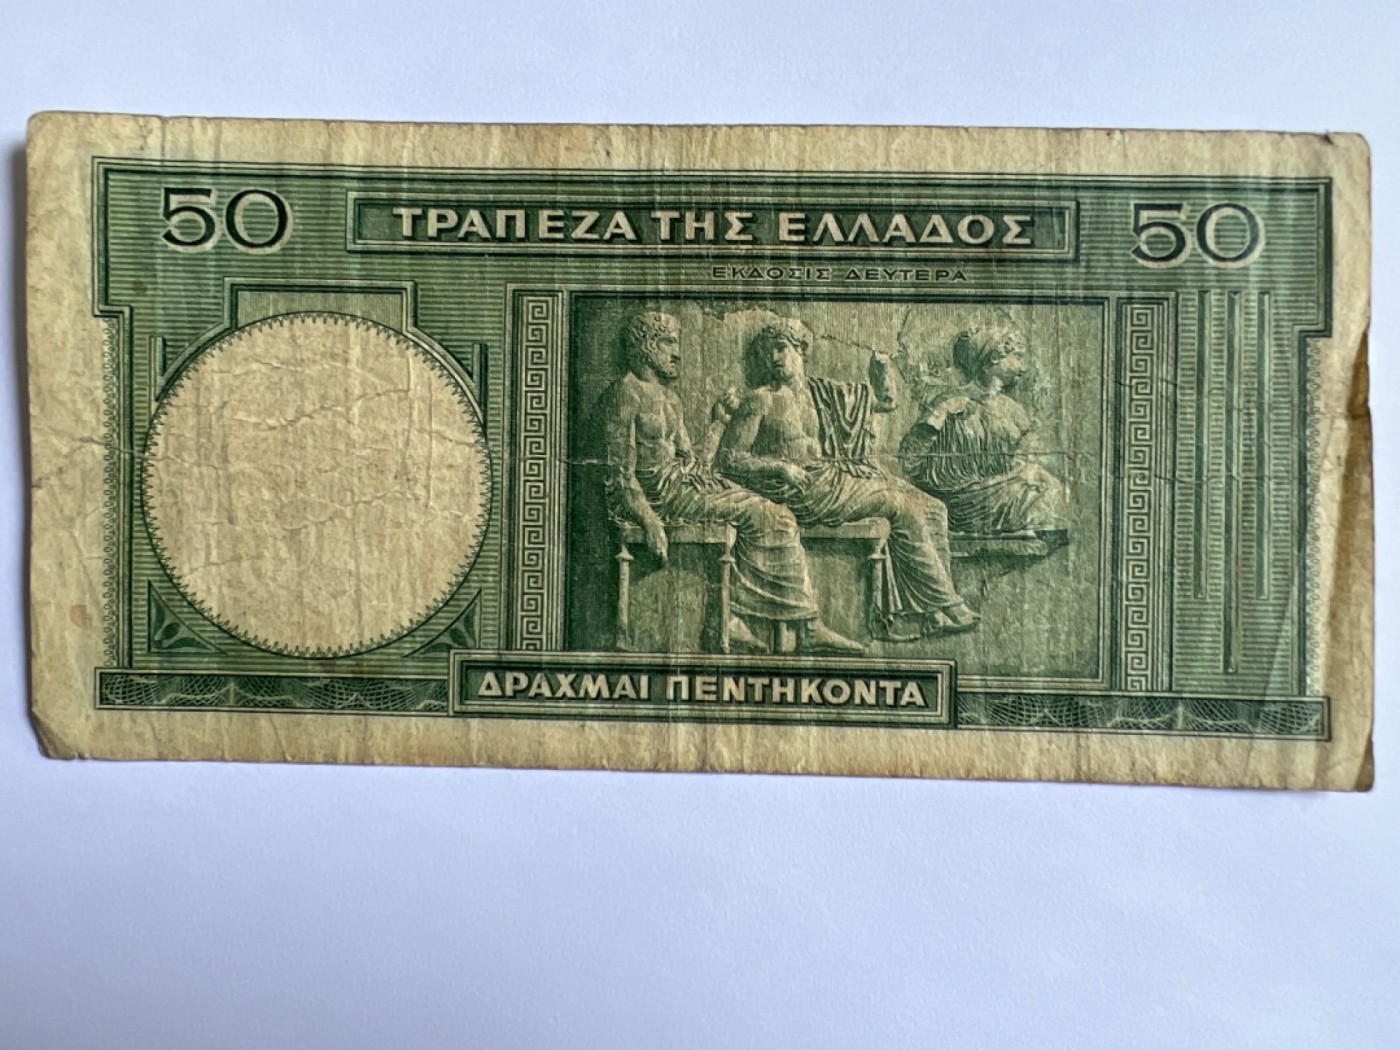 50 ΤΡΑΠΕΖΑ ΤΗΣ ΕΛΛΑΔΟΣ 50
ΕΚΔΟΣΙΣ ΔΕΥΤΕΡΑ
ΔΡΑΧΜΑΙ ΠΕΝΤΗΚΟΝΤΑ